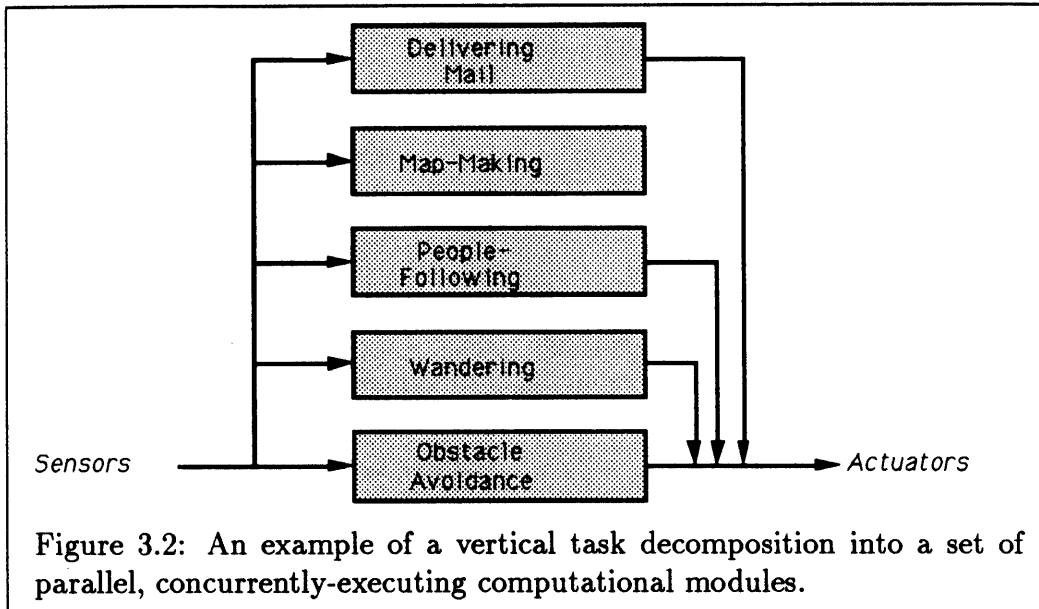 Delivering
Mail
Map-Making
People-
Following
Wandering
Obstacle
Avoidance
Sensors
Actuators
Figure 3.2: An example of a vertical task decomposition into a set of
parallel, concurrently-executing computational modules.